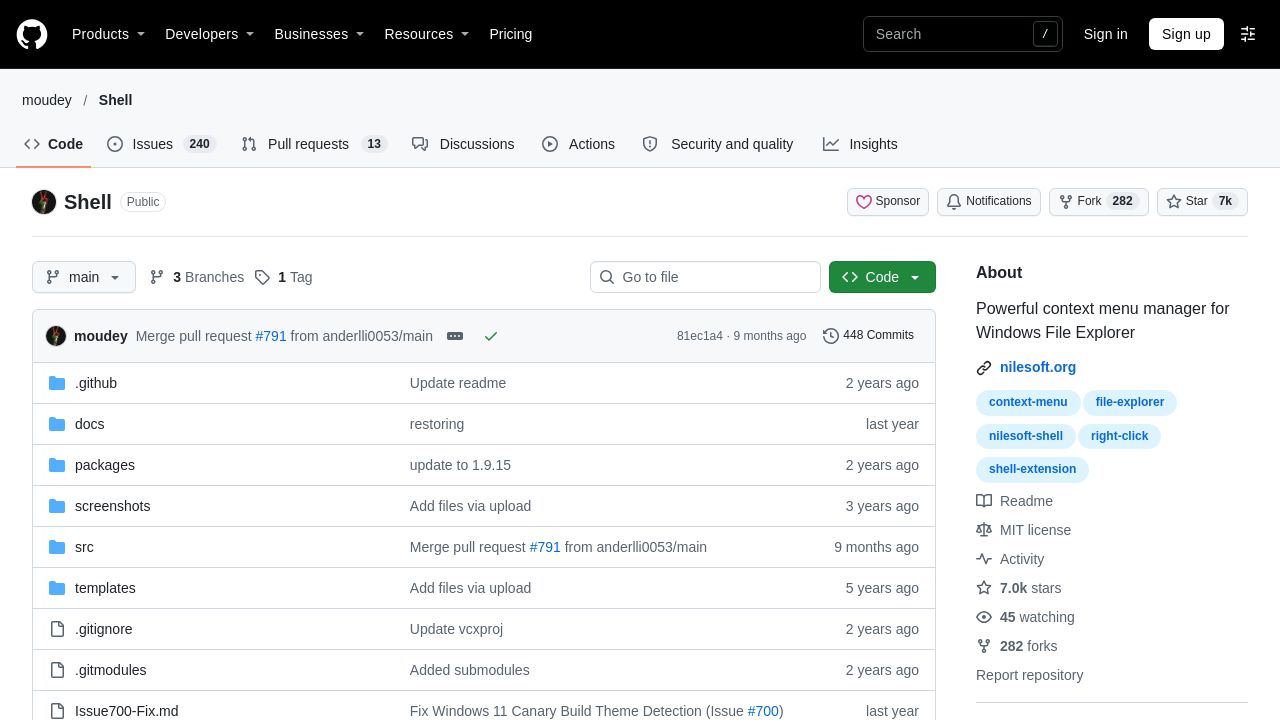 Products Developers Businesses Resources Pricing Search / Sign in Sign up
moudey / Shell
Code Issues 240 Pull requests 13 Discussions Actions Security and quality Insights
Shell Public Sponsor Notifications Fork 282 Star 7k
main 3 Branches 1 Tag Go to file Code
moudey Merge pull request #791 from anderlli0053/main 81ec1a4 · 9 months ago 448 Commits
.github Update readme 2 years ago
docs restoring last year
packages update to 1.9.15 2 years ago
screenshots Add files via upload 3 years ago
src Merge pull request #791 from anderlli0053/main 9 months ago
templates Add files via upload 5 years ago
.gitignore Update vcxproj 2 years ago
.gitmodules Added submodules 2 years ago
Issue700-Fix.md Fix Windows 11 Canary Build Theme Detection (Issue #700) last year
About
Powerful context menu manager for
Windows File Explorer
nilesoft.org
context-menu file-explorer
nilesoft-shell right-click
shell-extension
Readme
MIT license
Activity
7.0k stars
45 watching
282 forks
Report repository